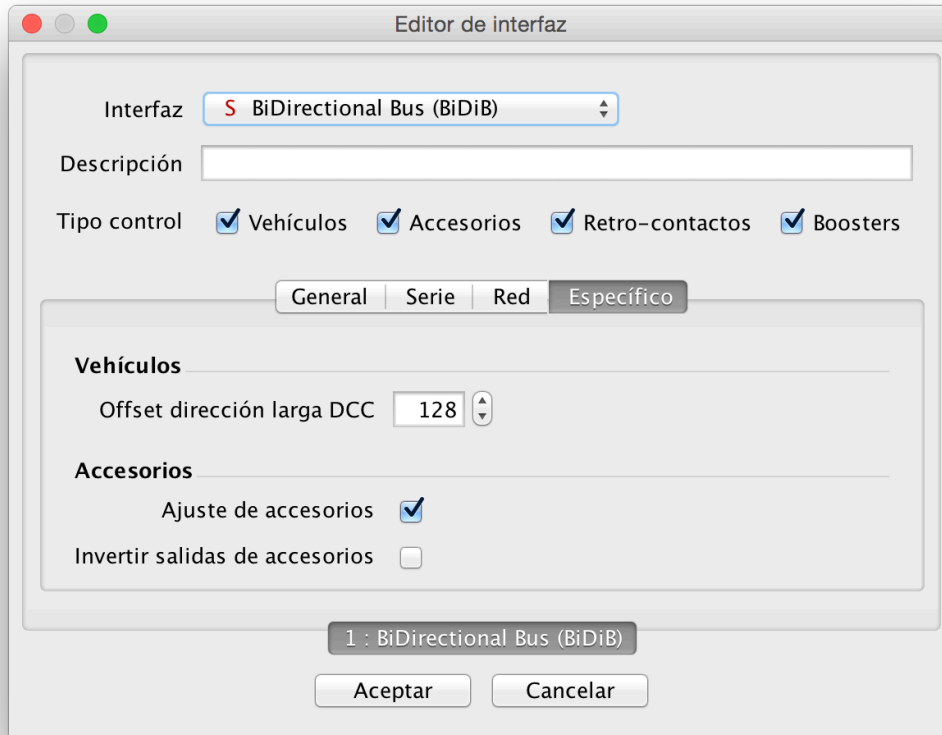 Editor de interfaz
Interfaz S BiDirectional Bus (BiDiB)
Descripción
Tipo control Vehículos Accesorios Retro-contactos Boosters
General Serie Red Específico
Vehículos
Offset dirección larga DCC 128
Accesorios
Ajuste de accesorios
Invertir salidas de accesorios
1 : BiDirectional Bus (BiDiB)
Aceptar Cancelar